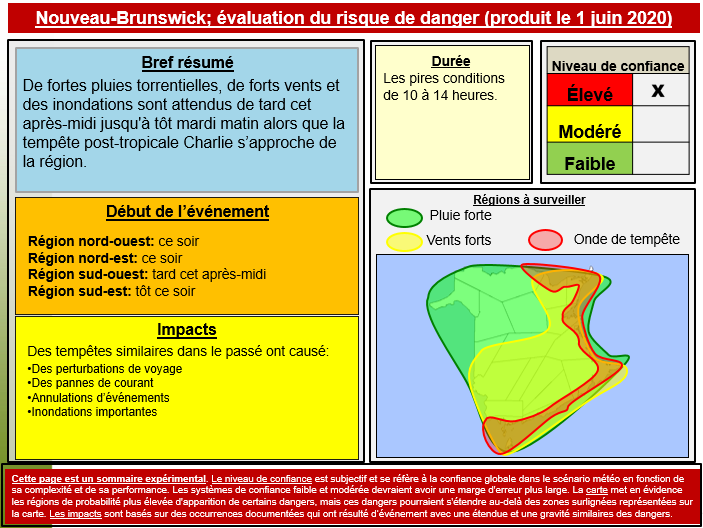 Nouveau-Brunswick; évaluation du risque de danger (produit le 1 juin 2020)
Bref résumé
De fortes pluies torrentielles, de forts vents et
des inondations sont attendus de tard cet
après-midi jusqu'à tôt mardi matin alors que la
tempête post-tropicale Charlie s’approche de
la région.
Durée
Les pires conditions
de 10 à 14 heures.
Niveau de confiance
Élevé X
Modéré
Faible
Début de l’événement
Région nord-ouest: ce soir
Région nord-est: ce soir
Région sud-ouest: tard cet après-midi
Région sud-est: tôt ce soir
Impacts
Des tempêtes similaires dans le passé ont causé:
•Des perturbations de voyage
•Des pannes de courant
•Annulations d’événements
•Inondations importantes
Régions à surveiller
Pluie forte
Vents forts
Onde de tempête
Cette page est un sommaire expérimental. Le niveau de confiance est subjectif et se réfère à la confiance globale dans le scénario météo en fonction de
sa complexité et de sa performance. Les systèmes de confiance faible et modérée devraient avoir une marge d'erreur plus large. La carte met en évidence
les régions de probabilité plus élevée d'apparition de certains dangers, mais ces dangers pourraient s'étendre au-delà des zones surlignées représentées sur
la carte. Les impacts sont basés sur des occurrences documentées qui ont résulté d’événement avec une étendue et une gravité similaires des dangers.